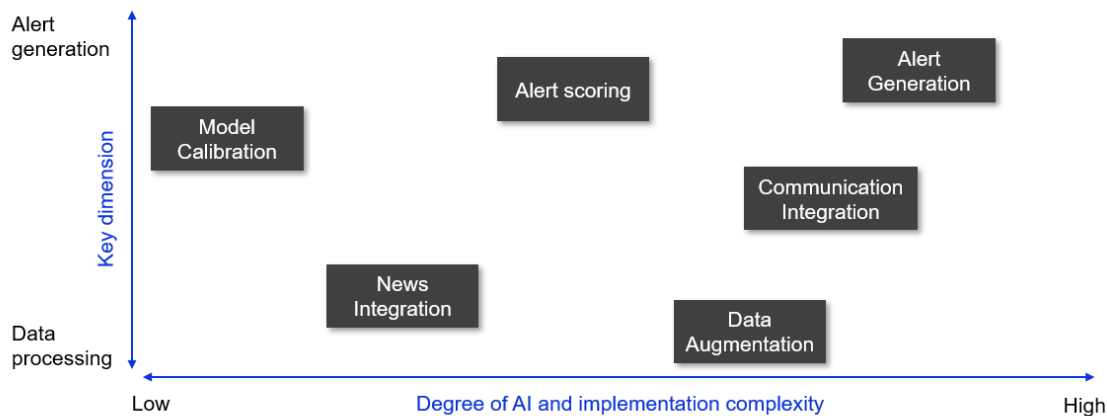 Alert
generation
Alert
Generation
Alert scoring
Model
Calibration
Key dimension
Communication
Integration
News
Integration
Data
Augmentation
Data
processing
Low
Degree of AI and implementation complexity
High